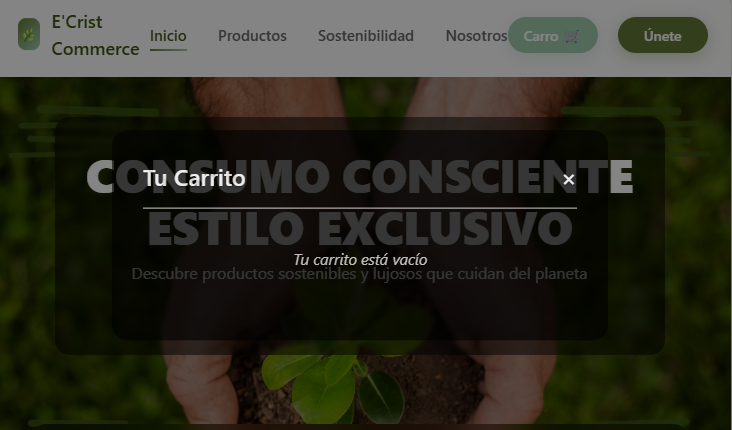 E'Crist
Commerce
Inicio
Productos
Sostenibilidad
Nosotros
Carro 🛒
Únete
CONSUMO CONSCIENTE
ESTILO EXCLUSIVO
Descubre productos sostenibles y lujosos que cuidan del planeta
Tu Carrito
×
Tu carrito está vacío